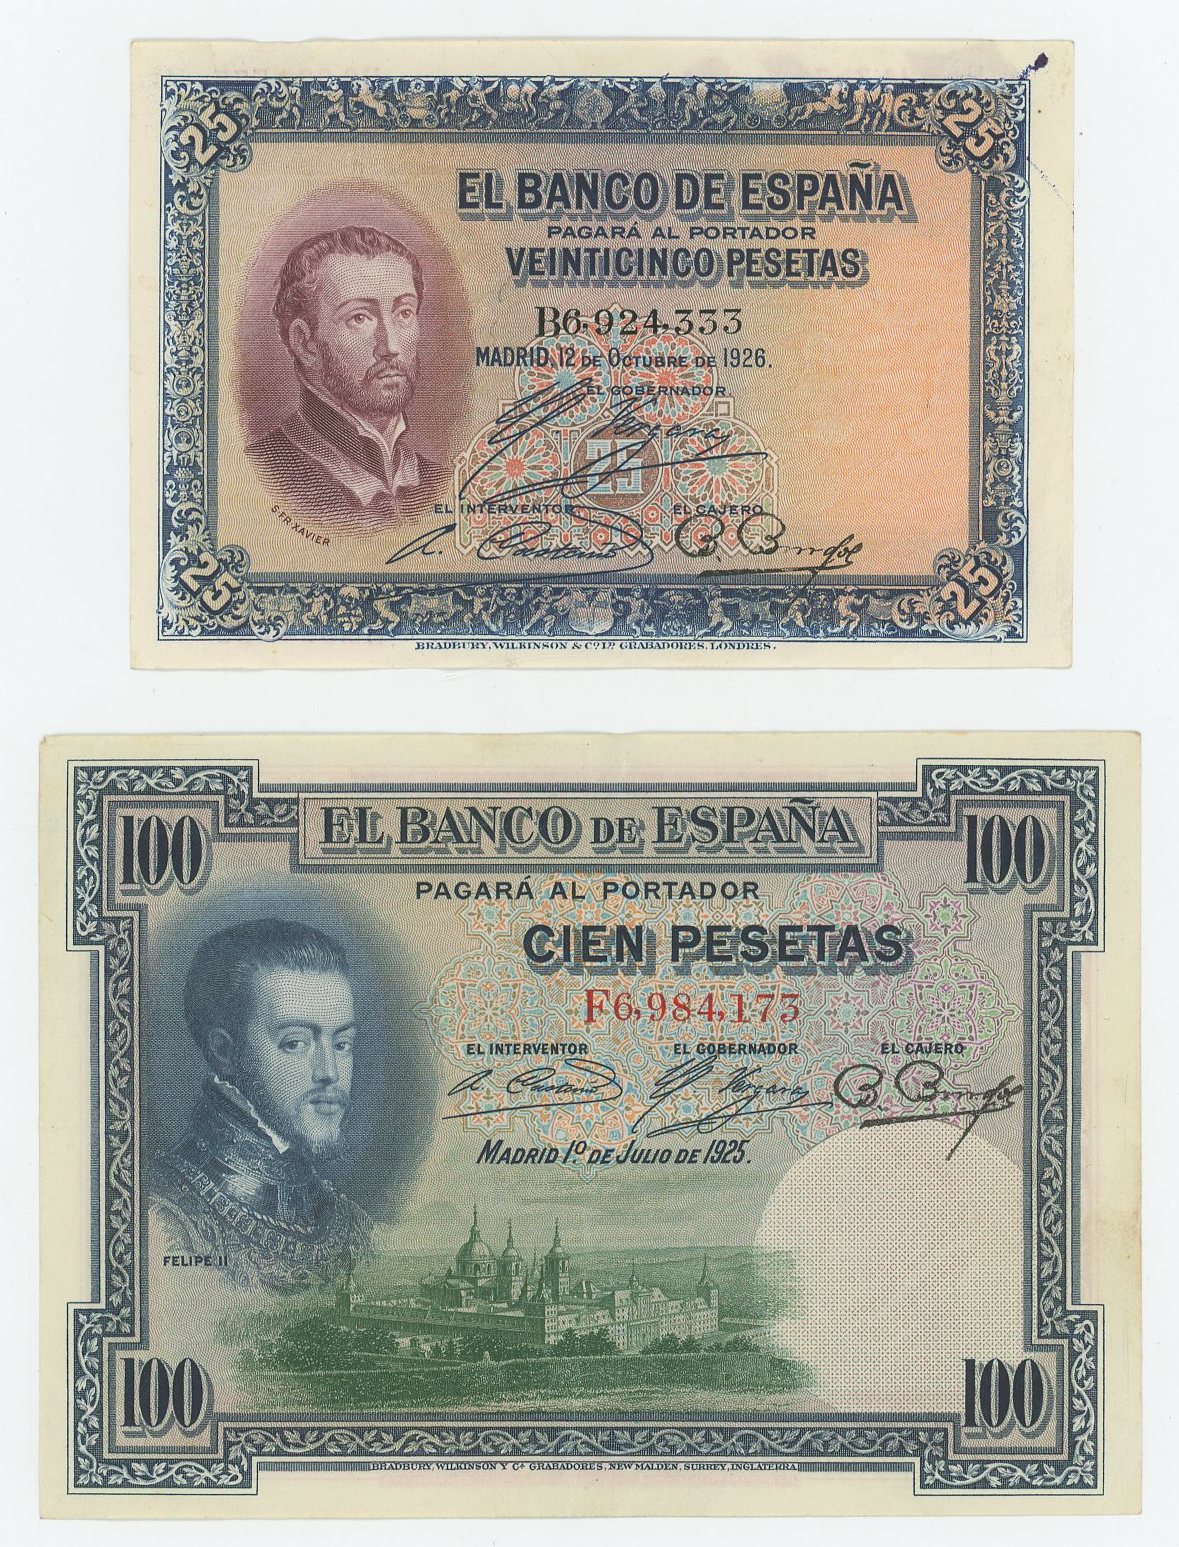 25 25
EL BANCO DE ESPAÑA
PAGARÁ AL PORTADOR
VEINTICINCO PESETAS
B6,924,333
MADRID, 12 DE OCTUBRE DE 1926.
EL GOBERNADOR
25
EL INTERVENTOR EL CAJERO
S. FR. XAVIER
25 25
BRADBURY, WILKINSON & Cº Lᴰ GRABADORES. LONDRES.
EL BANCO DE ESPAÑA
100 100
PAGARÁ AL PORTADOR
CIEN PESETAS
F6,984,173
EL INTERVENTOR EL GOBERNADOR EL CAJERO
MADRID 1.º DE JULIO DE 1925.
FELIPE II
100 100
BRADBURY, WILKINSON Y Cª GRABADORES, NEW MALDEN, SURREY, INGLATERRA